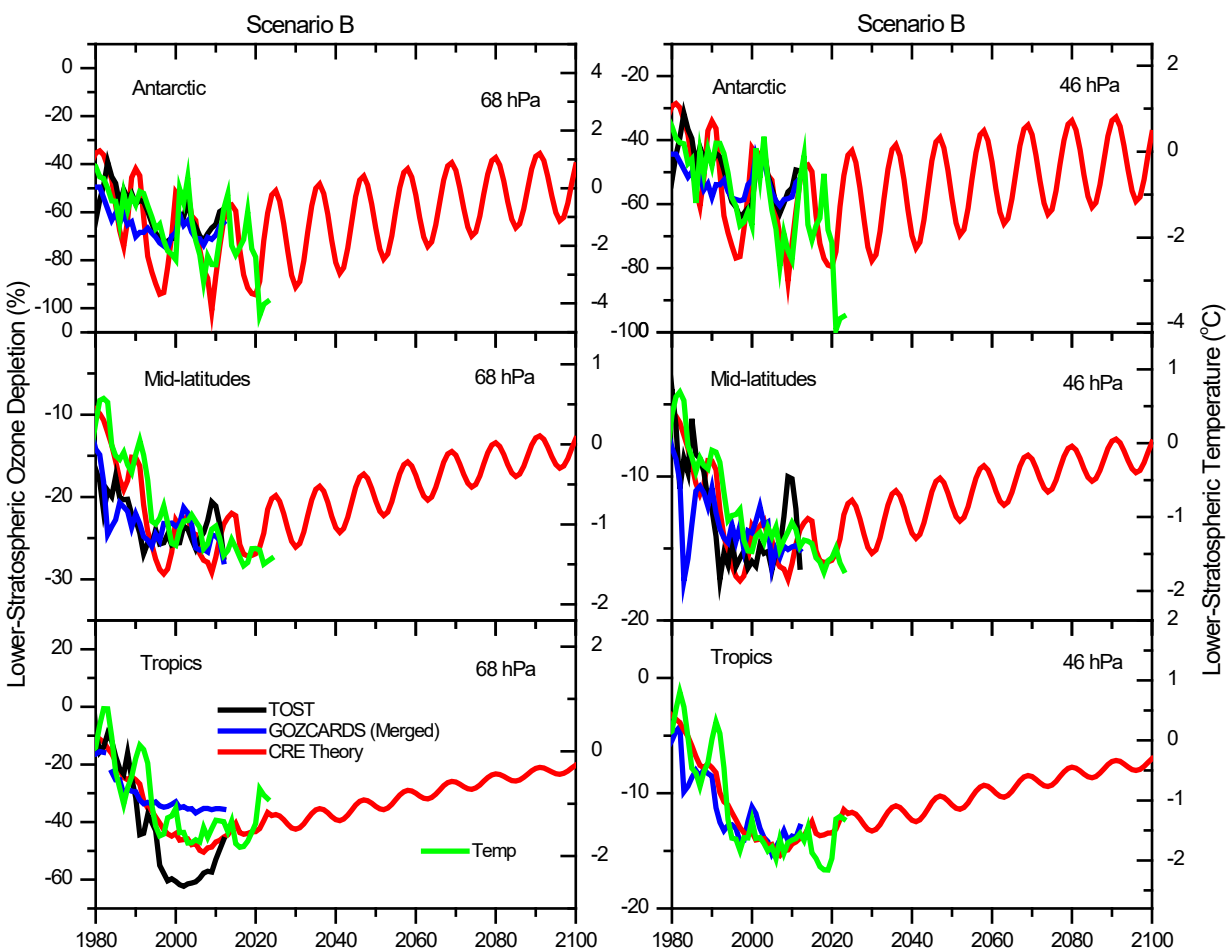 Scenario B
Scenario B
Lower-Stratospheric Ozone Depletion (%)
Lower-Stratospheric Temperature (°C)
Antarctic
68 hPa
0
-20
-40
-60
-80
-100
4
2
0
-2
-4
Antarctic
46 hPa
-20
-40
-60
-80
-100
2
0
-2
-4
Mid-latitudes
68 hPa
0
-10
-20
-30
1
0
-1
-2
Mid-latitudes
46 hPa
-10
-20
1
0
-1
-2
Tropics
68 hPa
20
0
-20
-40
-60
2
0
-2
TOST
GOZCARDS (Merged)
CRE Theory
Temp
Tropics
46 hPa
0
-10
-20
2
1
0
-1
-2
1980 2000 2020 2040 2060 2080 2100
1980 2000 2020 2040 2060 2080 2100